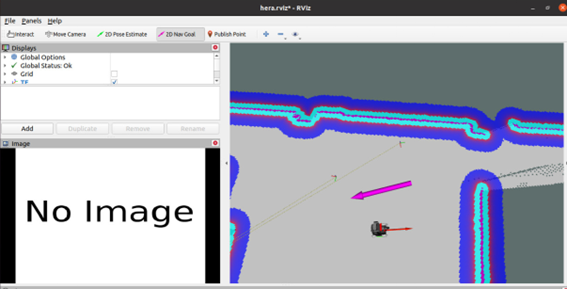 hera.rviz* - RViz
File Panels Help
Interact Move Camera 2D Pose Estimate 2D Nav Goal Publish Point
Displays
Global Options
Global Status: Ok
Grid
TF
Add Duplicate Remove Rename
Image
No Image